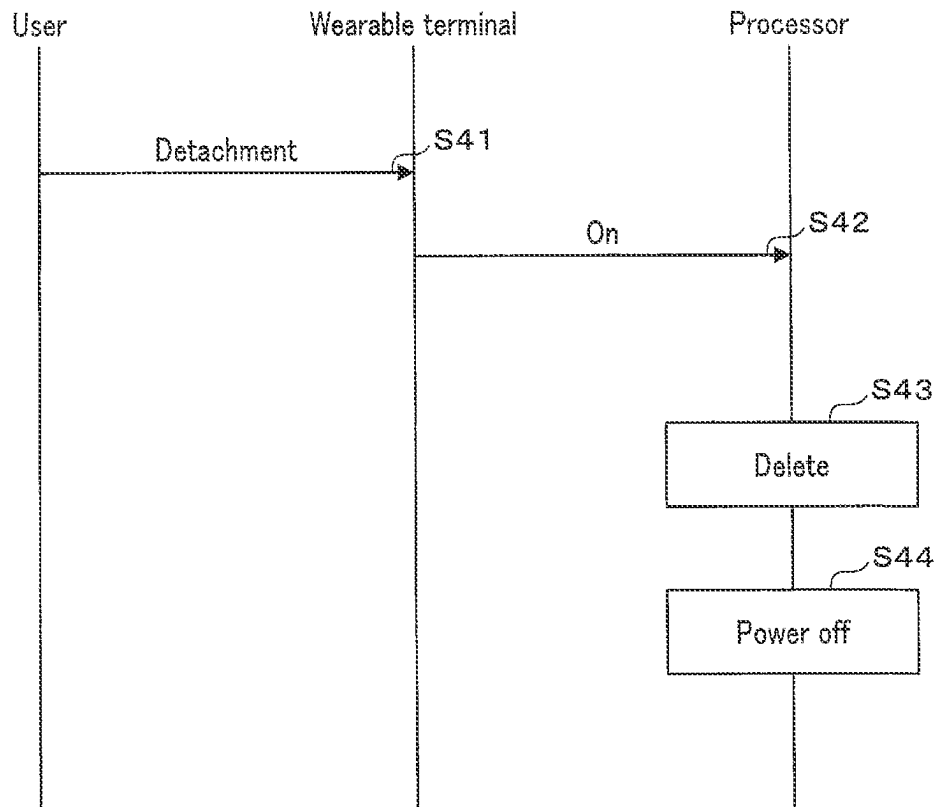 User
Wearable terminal
Processor
Detachment
S41
On
S42
S43
Delete
S44
Power off